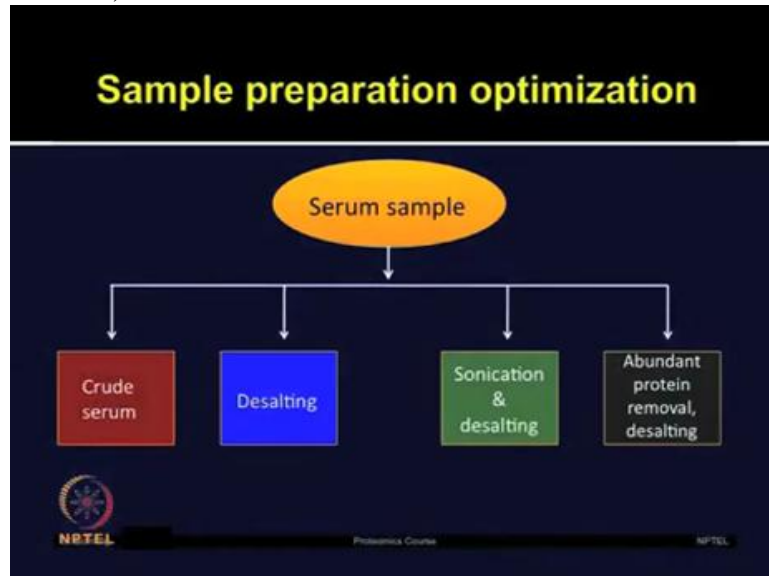 Sample preparation optimization
Serum sample
Crude
serum
Desalting
Sonication
&
desalting
Abundant
protein
removal,
desalting
NPTEL
Proteomics Course
NPTEL